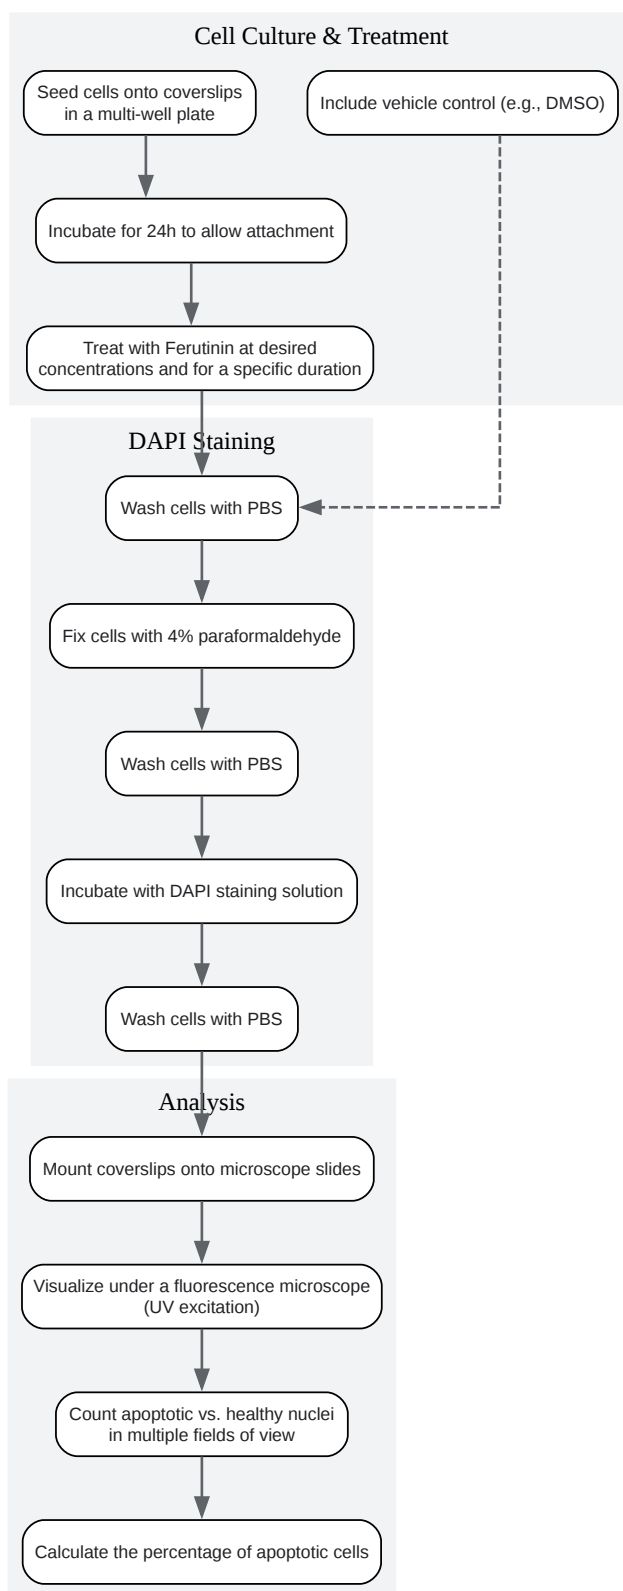 Cell Culture & Treatment
Seed cells onto coverslips
in a multi-well plate
Include vehicle control (e.g., DMSO)
Incubate for 24h to allow attachment
Treat with Ferutinin at desired
concentrations and for a specific duration
DAPI Staining
Wash cells with PBS
Fix cells with 4% paraformaldehyde
Wash cells with PBS
Incubate with DAPI staining solution
Wash cells with PBS
Analysis
Mount coverslips onto microscope slides
Visualize under a fluorescence microscope
(UV excitation)
Count apoptotic vs. healthy nuclei
in multiple fields of view
Calculate the percentage of apoptotic cells